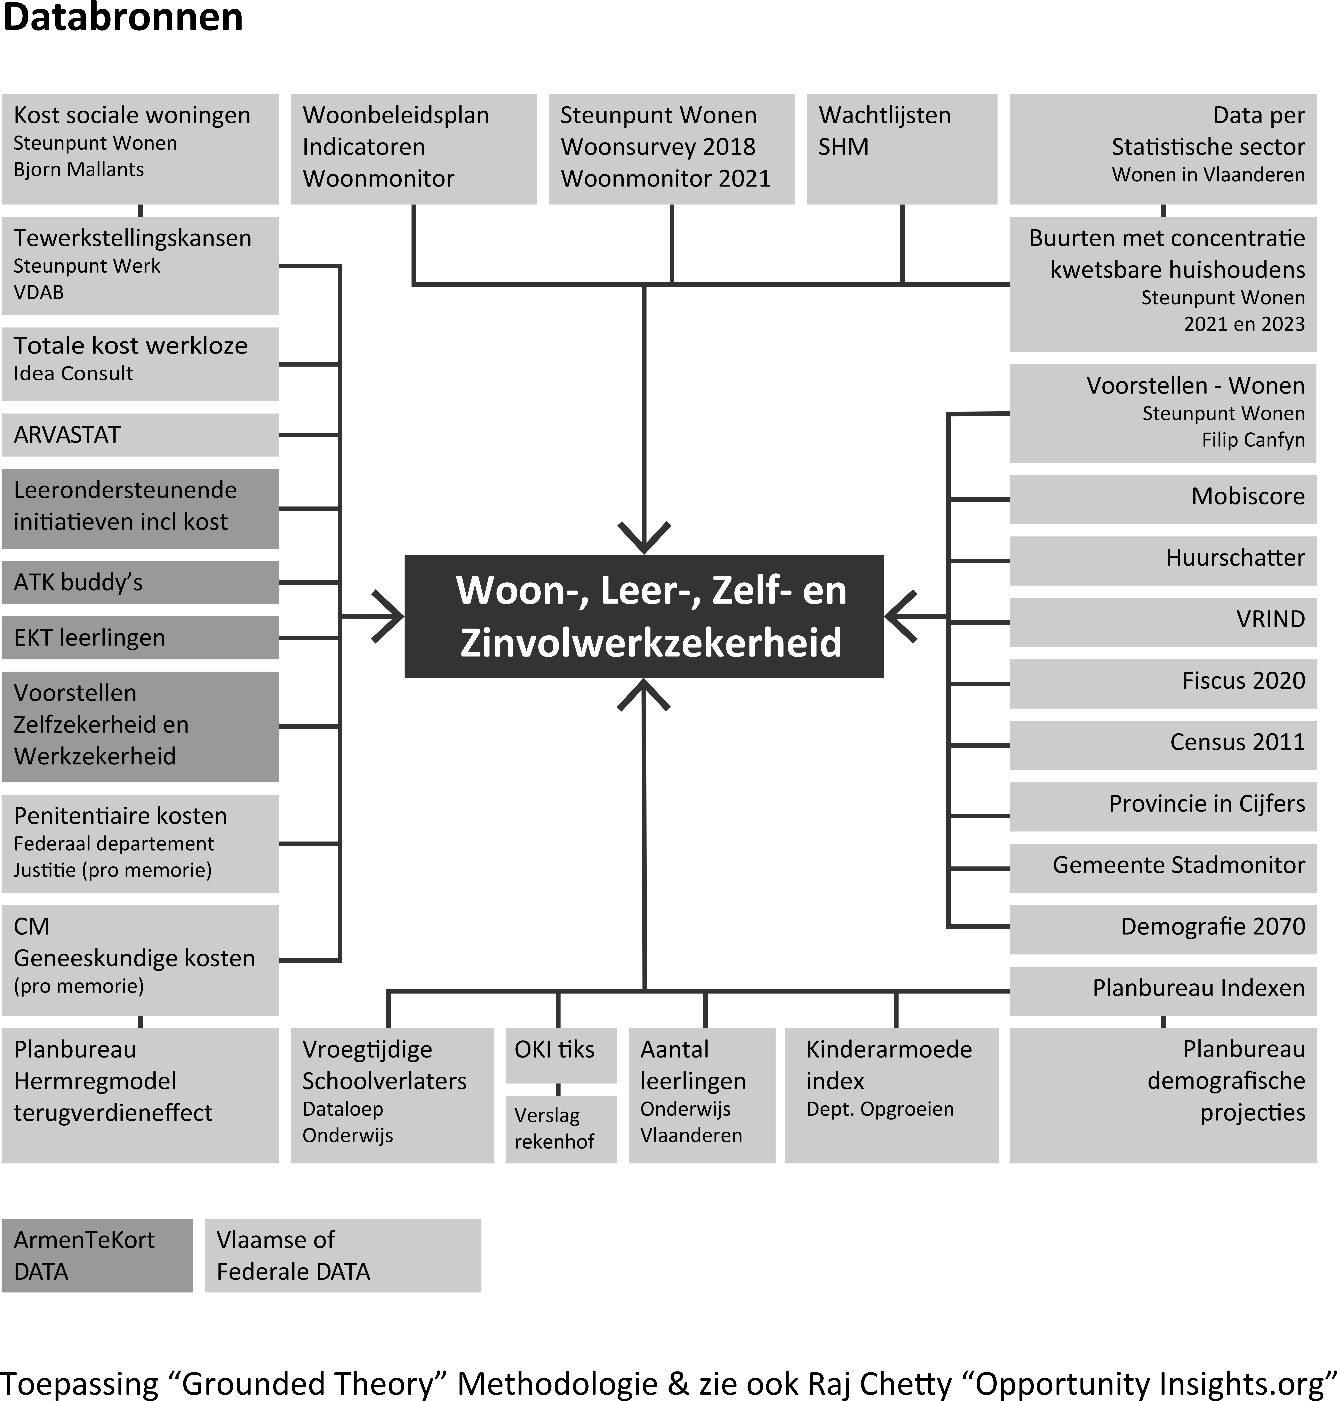 Databronnen
Kost sociale woningen
Steunpunt Wonen
Bjorn Mallants
Woonbeleidsplan
Indicatoren
Woonmonitor
Steunpunt Wonen
Woonsurvey 2018
Woonmonitor 2021
Wachtlijsten
SHM
Data per
Statistische sector
Wonen in Vlaanderen
Tewerkstellingskansen
Steunpunt Werk
VDAB
Totale kost werkloze
Idea Consult
ARVASTAT
Leerondersteunende
initiatieven incl kost
ATK buddy’s
EKT leerlingen
Voorstellen
Zelfzekerheid en
Werkzekerheid
Penitentiaire kosten
Federaal departement
Justitie (pro memorie)
CM
Geneeskundige kosten
(pro memorie)
Planbureau
Hermregmodel
terugverdieneffect
Woon-, Leer-, Zelf- en
Zinvolwerkzekerheid
Buurten met concentratie
kwetsbare huishoudens
Steunpunt Wonen
2021 en 2023
Voorstellen - Wonen
Steunpunt Wonen
Filip Canfyn
Mobiscore
Huurschatter
VRIND
Fiscus 2020
Census 2011
Provincie in Cijfers
Gemeente Stadmonitor
Demografie 2070
Planbureau Indexen
Vroegtijdige
Schoolverlaters
Dataloep
Onderwijs
OKI tiks
Verslag
rekenhof
Aantal
leerlingen
Onderwijs
Vlaanderen
Kinderarmoede
index
Dept. Opgroeien
Planbureau
demografische
projecties
ArmenTeKort
DATA
Vlaamse of
Federale DATA
Toepassing “Grounded Theory” Methodologie & zie ook Raj Chetty “Opportunity Insights.org”